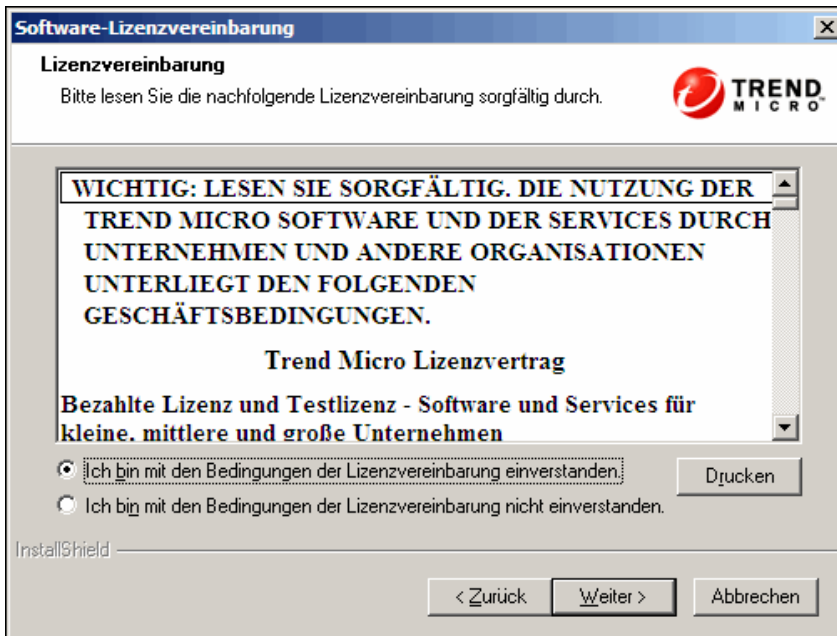 Software-Lizenzvereinbarung
Lizenzvereinbarung
Bitte lesen Sie die nachfolgende Lizenzvereinbarung sorgfältig durch.
TREND
MICRO
WICHTIG: LESEN SIE SORGFÄLTIG. DIE NUTZUNG DER
TREND MICRO SOFTWARE UND DER SERVICES DURCH
UNTERNEHMEN UND ANDERE ORGANISATIONEN
UNTERLIEGT DEN FOLGENDEN
GESCHÄFTSBEDINGUNGEN.
Trend Micro Lizenzvertrag
Bezahlte Lizenz und Testlizenz - Software und Services für
kleine, mittlere und große Unternehmen
Ich bin mit den Bedingungen der Lizenzvereinbarung einverstanden.
Drucken
Ich bin mit den Bedingungen der Lizenzvereinbarung nicht einverstanden.
InstallShield
< Zurück
Weiter >
Abbrechen